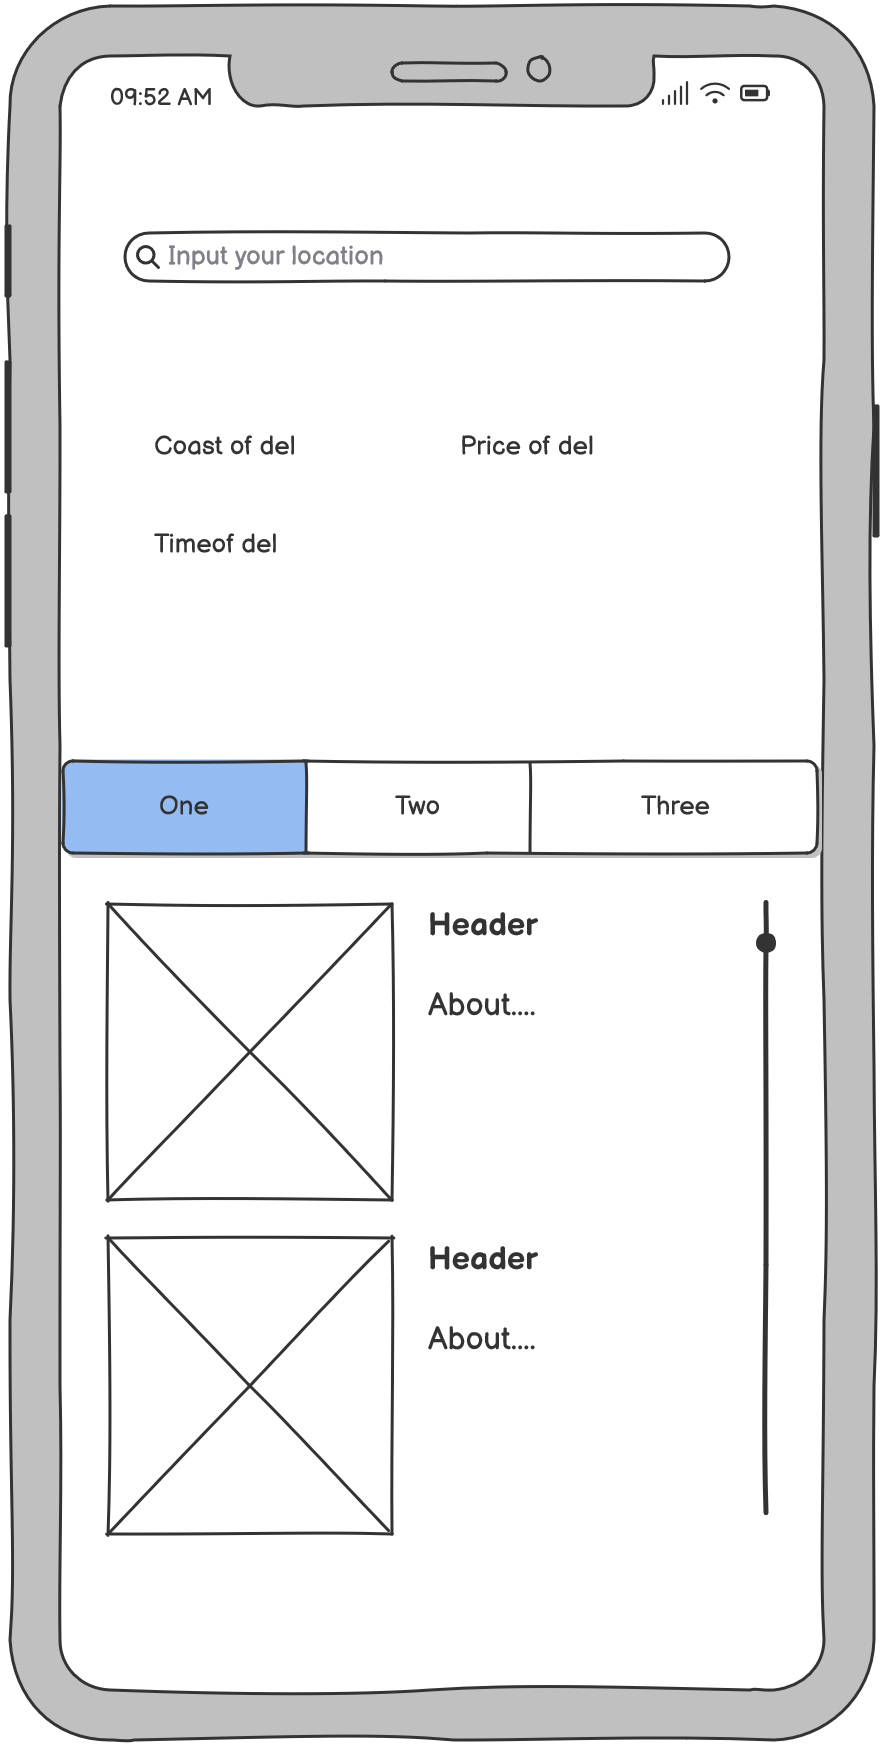 09:52 AM
Input your location
Coast of del
Price of del
Timeof del
One
Two
Three
Header
About....
Header
About....